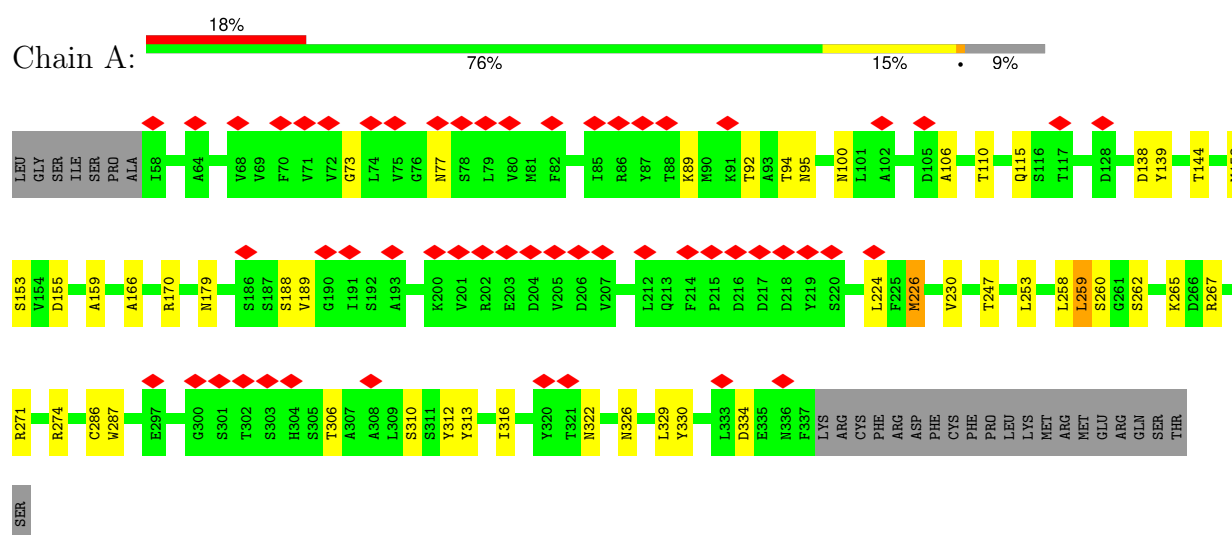 18%
Chain A:
76% 15% • 9%
LEU GLY SER ILE SER PRO ALA I58 A64 V68 V69 F70 V71 V72 G73 L74 V75 G76 N77 S78 L79 V80 M81 F82 I85 R86 Y87 T88 K89 M90 K91 T92 A93 T94 N95 N100 L101 A102 D105 A106 T110 Q115 S116 T117 D128 D138 Y139 T144
S153 V154 D155 A159 A166 R170 N179 S186 S187 S188 V189 G190 I191 S192 A193 K200 V201 R202 E203 D204 V205 D206 V207 L212 Q213 F214 P215 D216 D217 D218 Y219 S220 L224 F225 M226 V230 T247 L253 L258 L259 S260 G261 S262 K265 D266 R267
R271 R274 C286 W287 E297 G300 S301 T302 S303 H304 S305 T306 A307 A308 L309 S310 S311 Y312 Y313 I316 Y320 T321 N322 N326 L329 Y330 L333 D334 E335 N336 F337 LYS ARG CYS PHE ARG ASP PHE CYS PHE PRO LEU LYS MET ARG MET GLU ARG GLN SER THR
SER